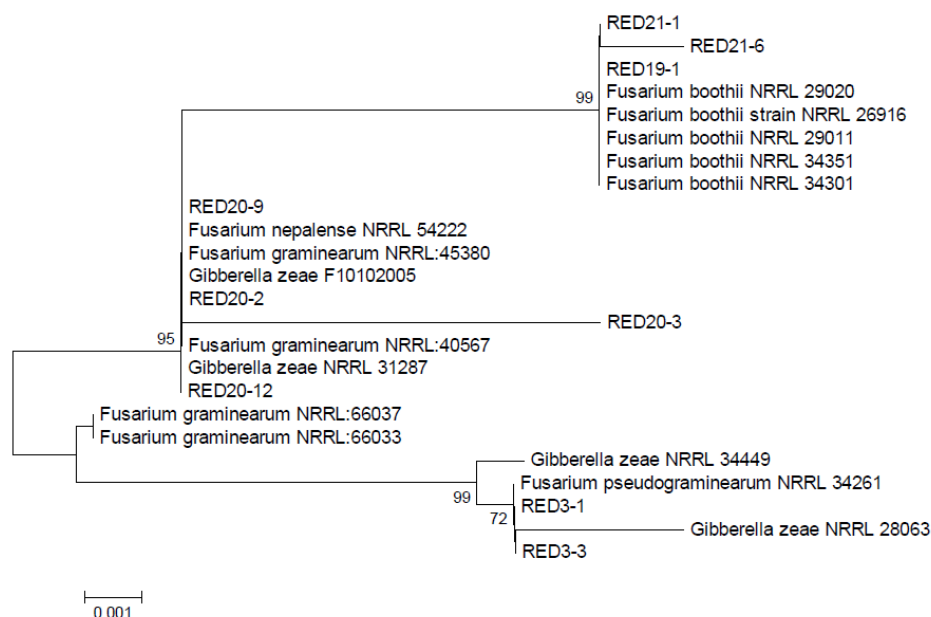 RED21-1
RED21-6
RED19-1
Fusarium boothii NRRL 29020
99
Fusarium boothii strain NRRL 26916
Fusarium boothii NRRL 29011
Fusarium boothii NRRL 34351
Fusarium boothii NRRL 34301
RED20-9
Fusarium nepalense NRRL 54222
Fusarium graminearum NRRL:45380
Gibberella zeae F10102005
RED20-2
RED20-3
95
Fusarium graminearum NRRL:40567
Gibberella zeae NRRL 31287
RED20-12
Fusarium graminearum NRRL:66037
Fusarium graminearum NRRL:66033
Gibberella zeae NRRL 34449
Fusarium pseudograminearum NRRL 34261
99
RED3-1
72
Gibberella zeae NRRL 28063
RED3-3
0.001